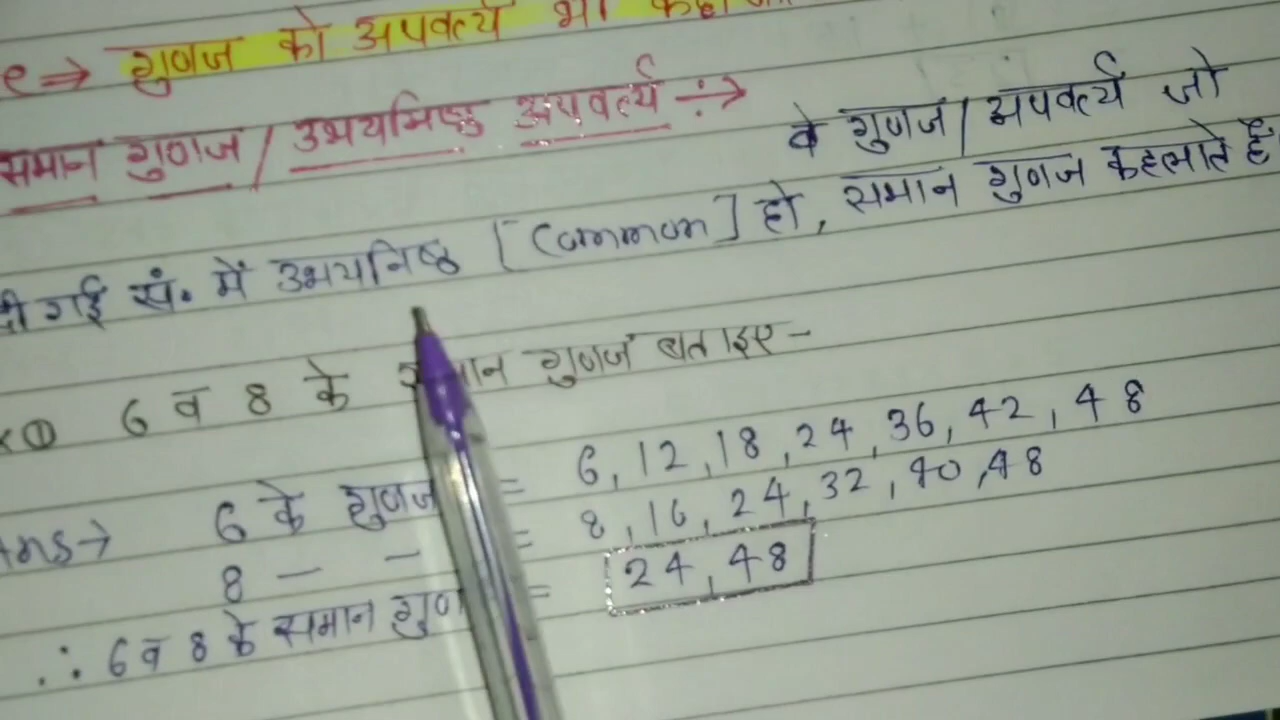 e ⇒ गुणज को अपवर्त्य भी
समान गुणज / उभयनिष्ठ अपवर्त्य ÷→ वे गुणज / अपवर्त्य जो
दी गई सं. में उभयनिष्ठ [Common] हो, समान गुणज कहलाते है
x① 6 व 8 के समान गुणज बताइए -
Ans→ 6 के गुणज = 6, 12, 18, 24, 36, 42, 48
8 - - = 8, 16, 24, 32, 40, 48
∴ 6 व 8 के समान गुण = 24, 48